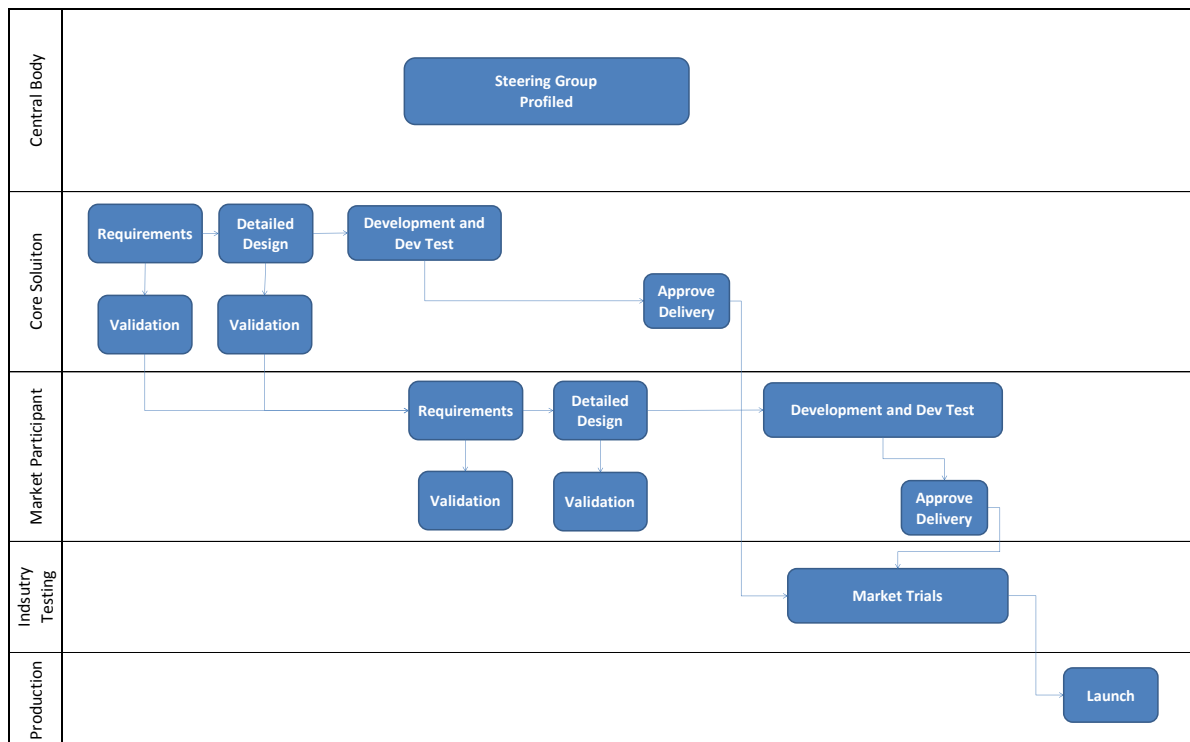 Central Body
Steering Group
Profiled
Core Soluiton
Requirements
Detailed
Design
Development and
Dev Test
Validation
Validation
Approve
Delivery
Market Participant
Requirements
Detailed
Design
Development and Dev Test
Validation
Validation
Approve
Delivery
Indsutry
Testing
Market Trials
Production
Launch